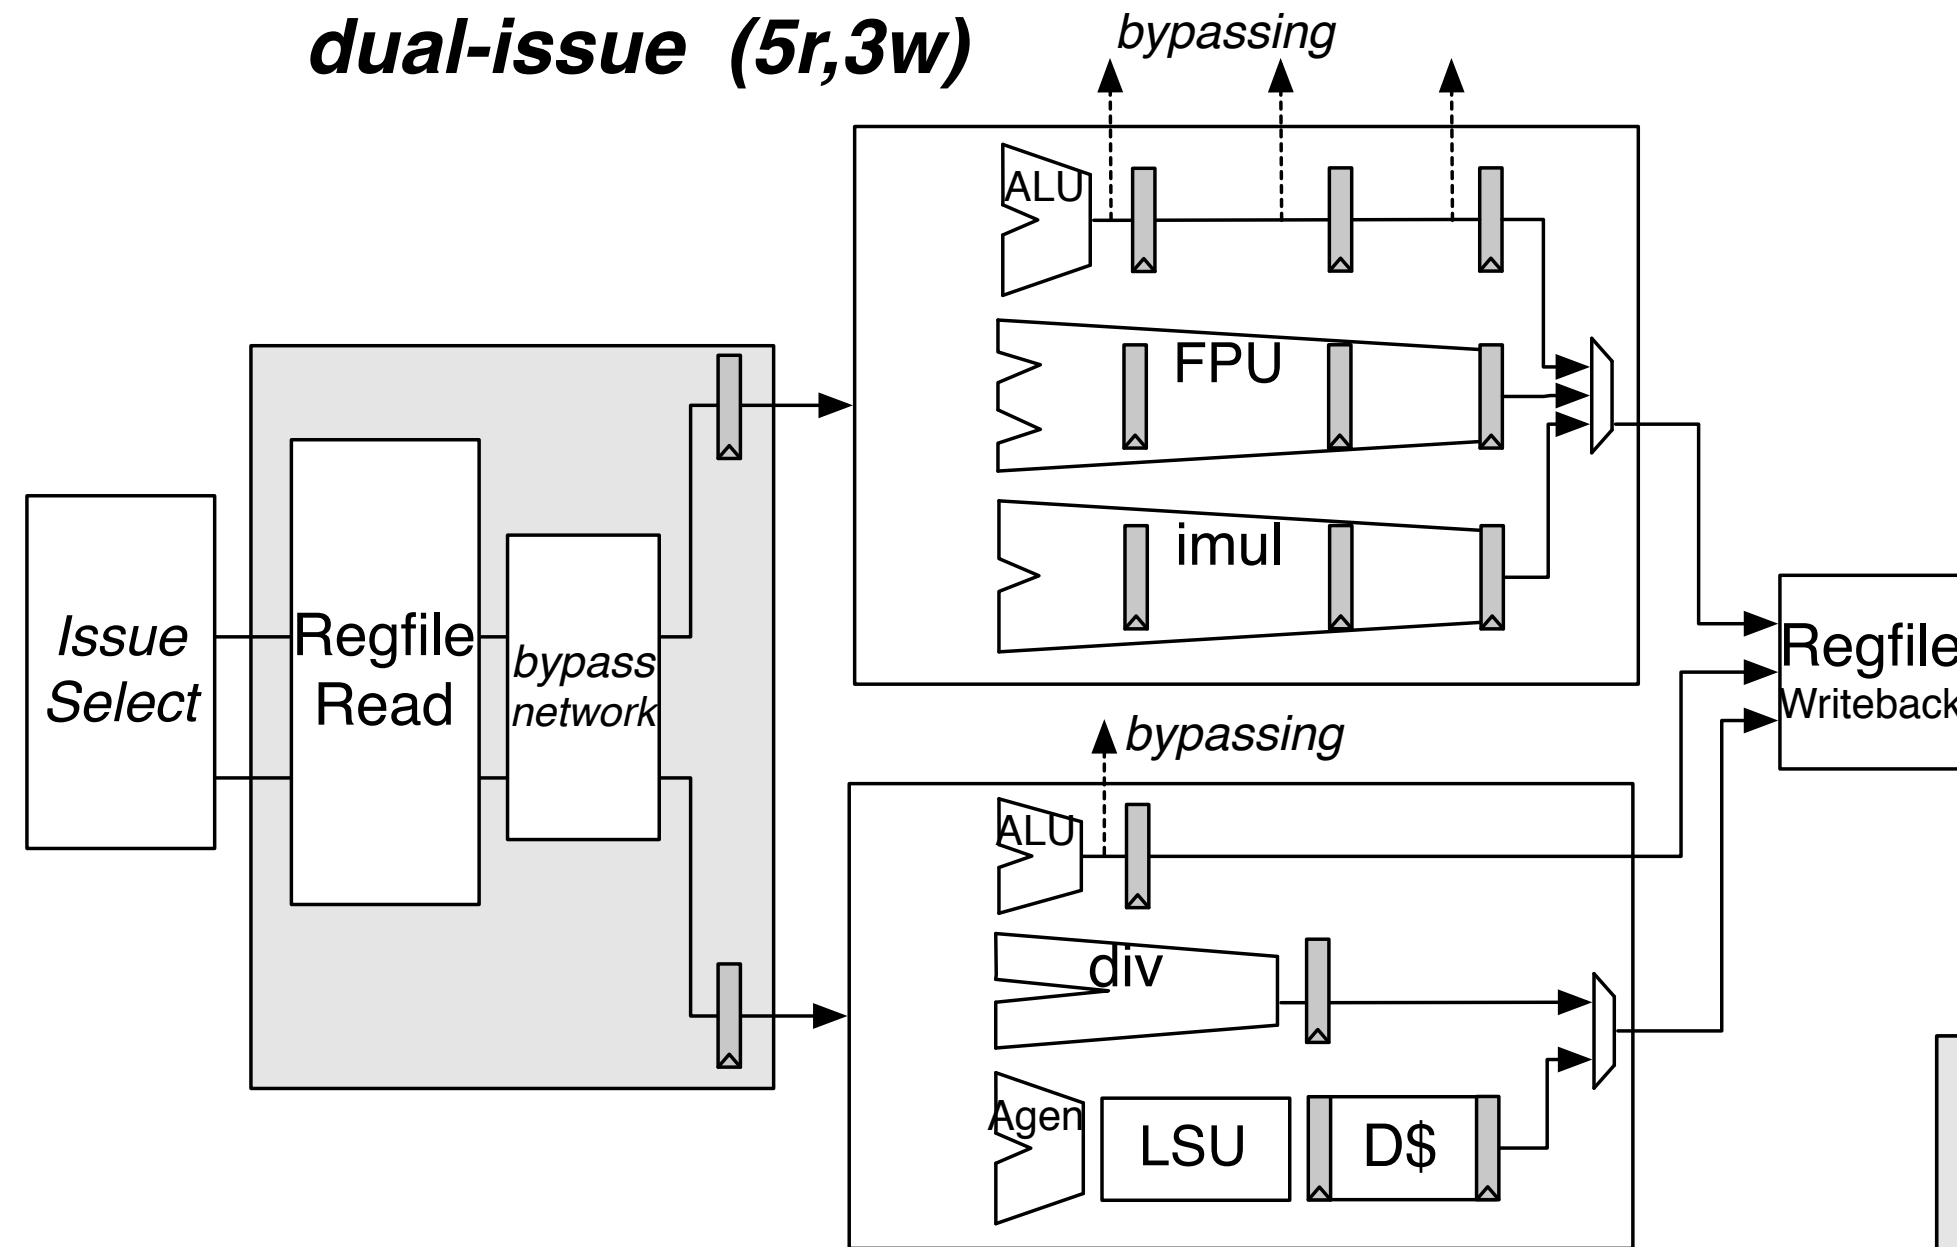 dual-issue (5r,3w)
bypassing
ALU
FPU
imul
Issue
Select
Regfile
Read
bypass
network
Regfile
Writeback
bypassing
ALU
div
Agen
LSU
D$